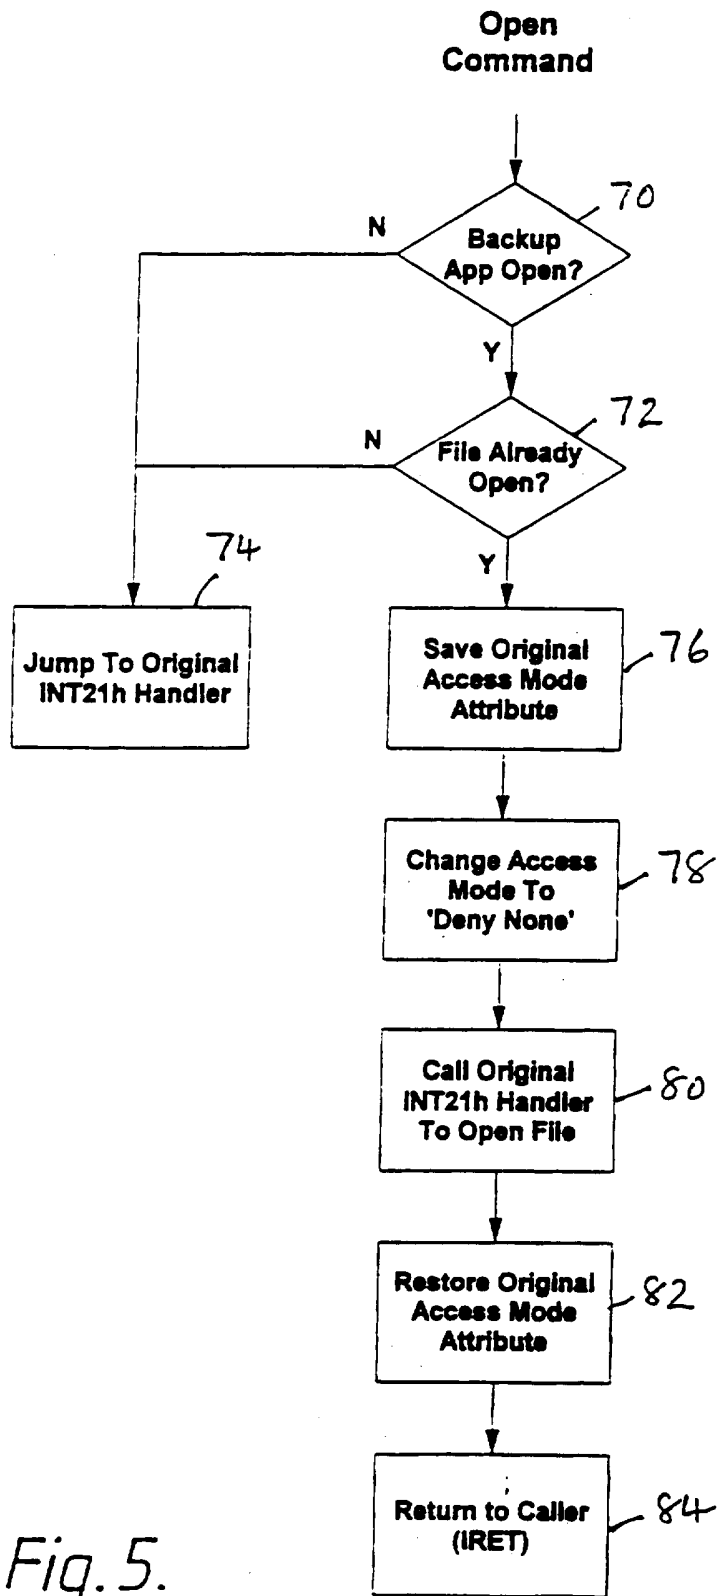 Open
Command
70
N
Backup
App Open?
Y
72
N
File Already
Open?
Y
74
Jump To Original
INT21h Handler
Save Original
Access Mode
Attribute
76
Change Access
Mode To
'Deny None'
78
Call Original
INT21h Handler
To Open File
80
Restore Original
Access Mode
Attribute
82
Return to Caller
(IRET)
84
Fig. 5.